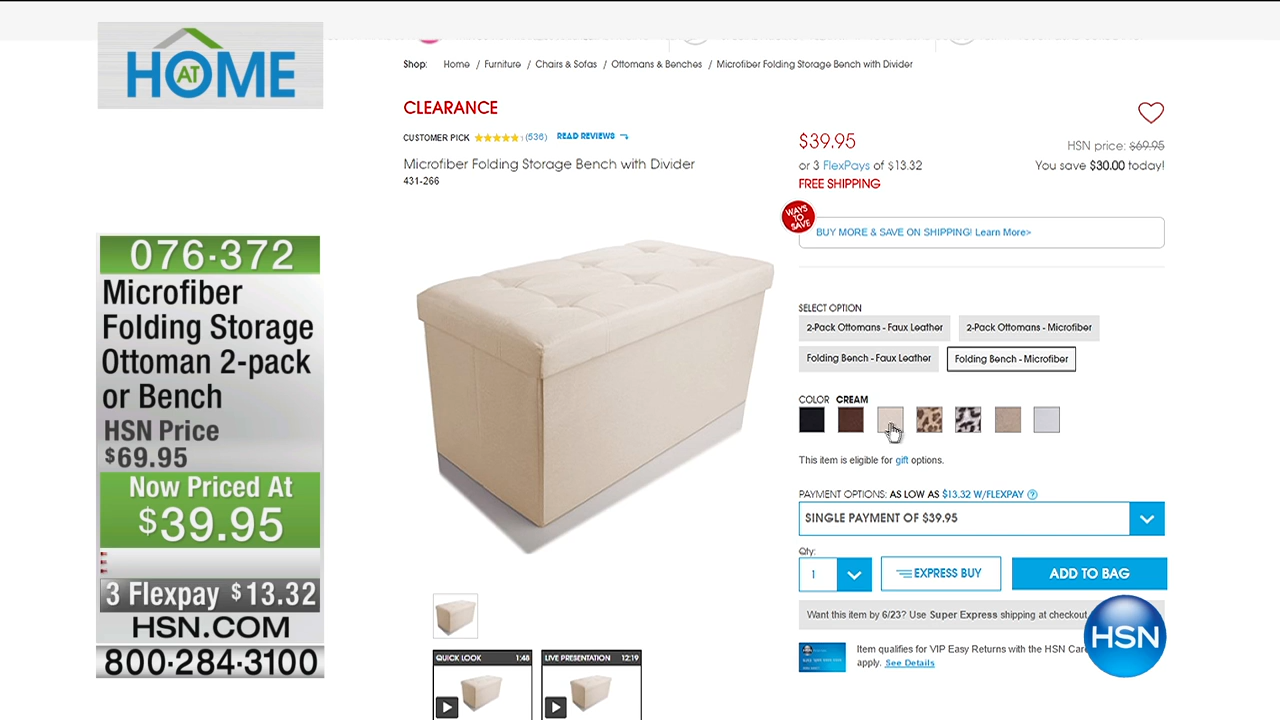 AT
HOME
Shop: Home / Furniture / Chairs & Sofas / Ottomans & Benches / Microfiber Folding Storage Bench with Divider
CLEARANCE
CUSTOMER PICK (536) READ REVIEWS
Microfiber Folding Storage Bench with Divider
431-266
$39.95
HSN price: $69.95
or 3 FlexPays of $13.32
You save $30.00 today!
FREE SHIPPING
WAYS
TO
SAVE
BUY MORE & SAVE ON SHIPPING! Learn More>
SELECT OPTION
2-Pack Ottomans - Faux Leather
2-Pack Ottomans - Microfiber
Folding Bench - Faux Leather
Folding Bench - Microfiber
COLOR CREAM
This item is eligible for gift options.
PAYMENT OPTIONS: AS LOW AS $13.32 W/FLEXPAY ?
SINGLE PAYMENT OF $39.95
Qty:
1
EXPRESS BUY
ADD TO BAG
Want this item by 6/23? Use Super Express shipping at checkout
Item qualifies for VIP Easy Returns with the HSN Car
apply. See Details
HSN
QUICK LOOK 1:48
LIVE PRESENTATION 12:19
076-372
Microfiber
Folding Storage
Ottoman 2-pack
or Bench
HSN Price
$69.95
Now Priced At
$39.95
3 Flexpay $13.32
HSN.COM
800-284-3100